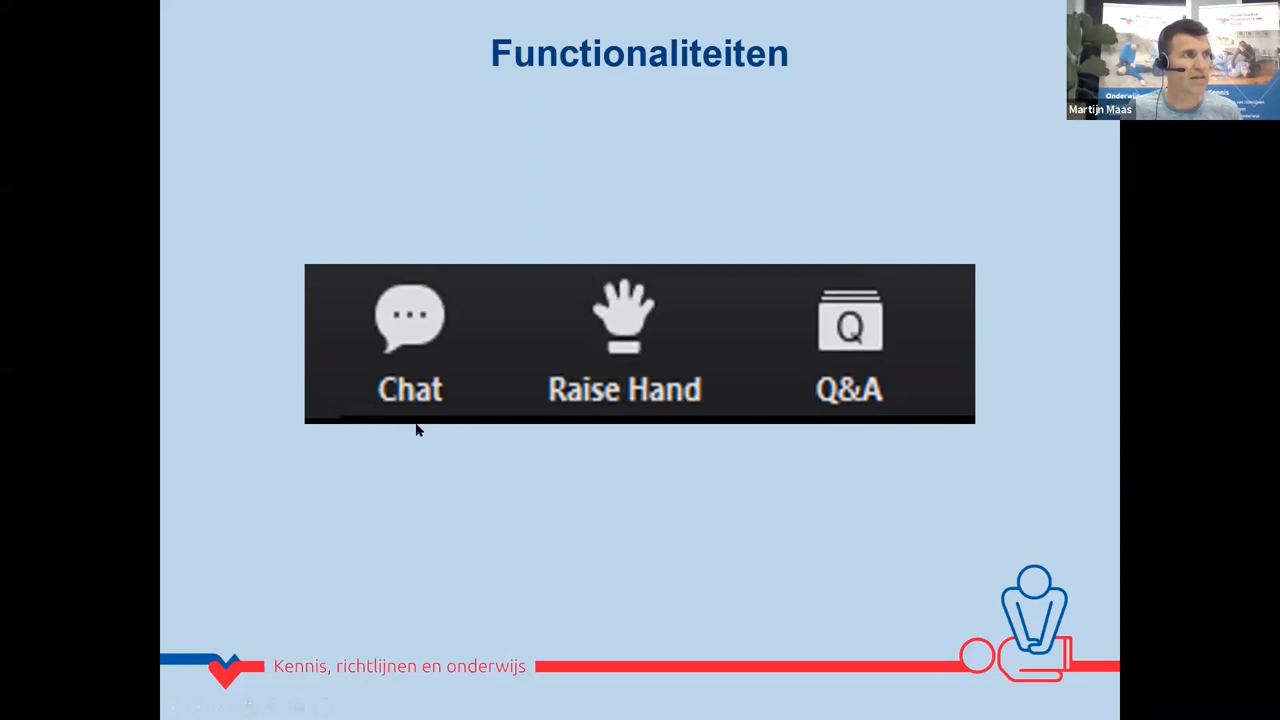 Functionaliteiten
Martijn Maas
Chat
Raise Hand
Q&A
Kennis, richtlijnen en onderwijs